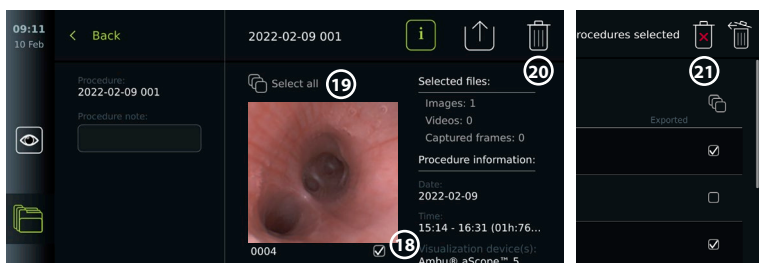 09:11
10 Feb
Back
2022-02-09 001
i
Procedure:
2022-02-09 001
Procedure note:
Select all
19
0004
18
20
Selected files:
Images: 1
Videos: 0
Captured frames: 0
Procedure information:
Date:
2022-02-09
Time:
15:14 - 16:31 (01h:76...
Visualization device(s):
Ambu® aScope™ 5
rocedures selected
21
Exported